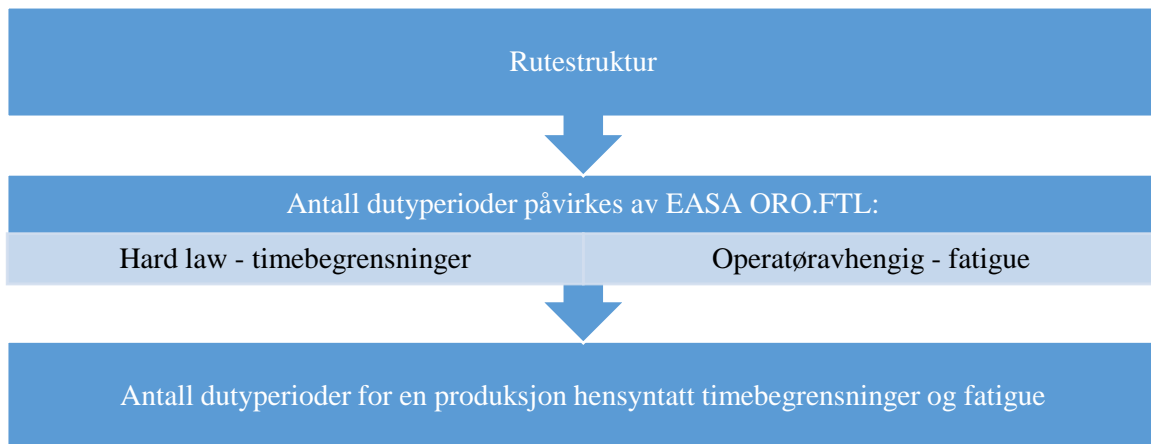 Rutestruktur
Antall dutyperioder påvirkes av EASA ORO.FTL:
Hard law - timebegrensninger
Operatøravhengig - fatigue
Antall dutyperioder for en produksjon hensyntatt timebegrensninger og fatigue